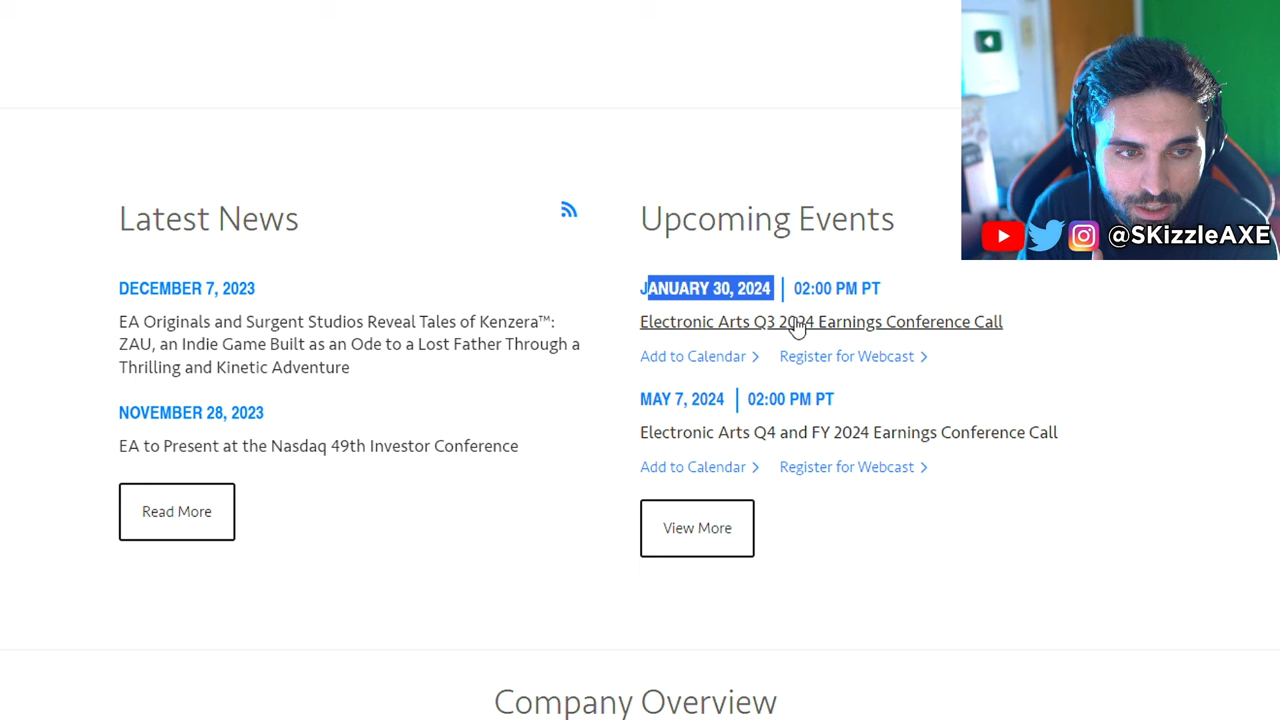 @SKizzleAXE
Latest News
DECEMBER 7, 2023
EA Originals and Surgent Studios Reveal Tales of Kenzera™:
ZAU, an Indie Game Built as an Ode to a Lost Father Through a
Thrilling and Kinetic Adventure
NOVEMBER 28, 2023
EA to Present at the Nasdaq 49th Investor Conference
Read More
Upcoming Events
JANUARY 30, 2024 | 02:00 PM PT
Electronic Arts Q3 2024 Earnings Conference Call
Add to Calendar > Register for Webcast >
MAY 7, 2024 | 02:00 PM PT
Electronic Arts Q4 and FY 2024 Earnings Conference Call
Add to Calendar > Register for Webcast >
View More
Company Overview